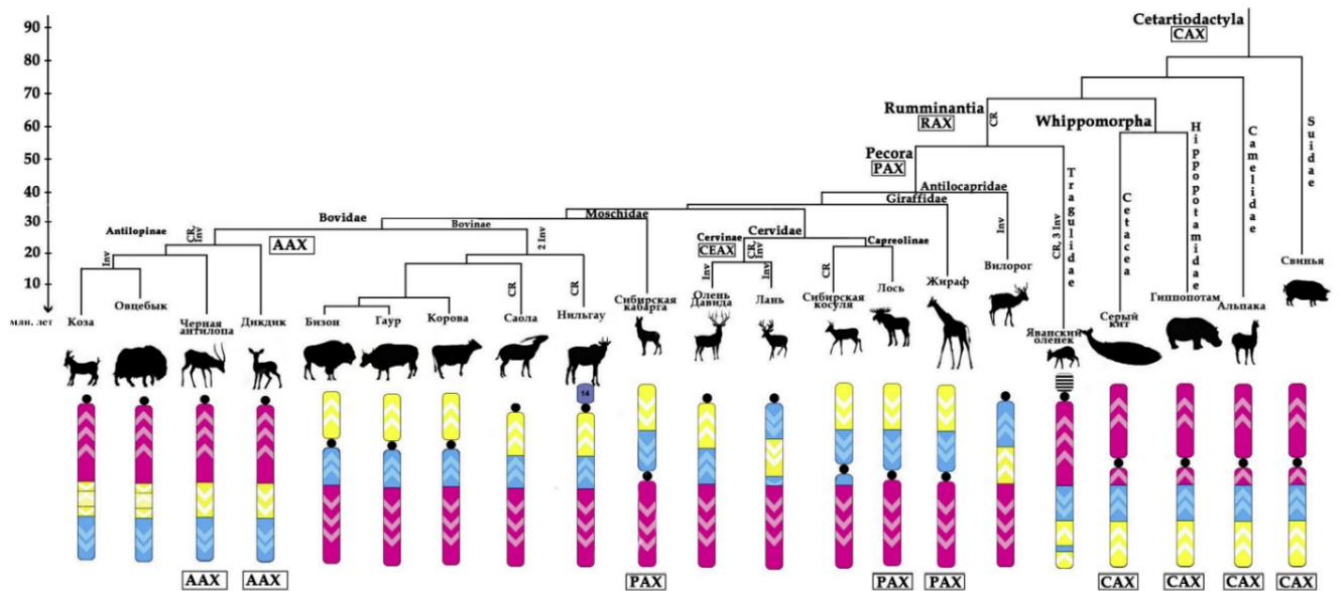 90
80
70
60
50
40
30
20
10
млн. лет
Cetartiodactyla
CAX
Rumminantia
RAX
CR
Whippomorpha
Hippopotamidae
Camelidae
Suidae
Pecora
PAX
Tragulidae
CR, 3 Inv
Cetacea
Antilocapridae
Giraffidae
Inv
Moschidae
Bovidae
Bovinae
2 Inv
Antilopinae
CR, Inv
AAX
Inv
CR
CR
Cervidae
Cervinae
CEAX
CR, Inv
Capreolinae
Inv
Inv
CR
Коза
Овцебык
Черная
антилопа
Дикдик
Бизон
Гаур
Корова
Саола
Нильгау
Сибирская
кабарга
Олень
Давида
Лань
Сибирская
косуля
Лось
Жираф
Вилорог
Яванский
оленек
Серый
кит
Гиппопотам
Альпака
Свинья
14
AAX
AAX
PAX
PAX
PAX
CAX
CAX
CAX
CAX